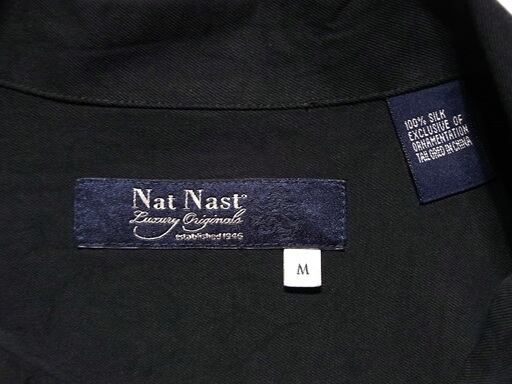 Nat Nast®
Luxury Originals
established 1946
M
100% SILK
EXCLUSIVE OF
ORNAMENTATION
TAILORED IN CHINA